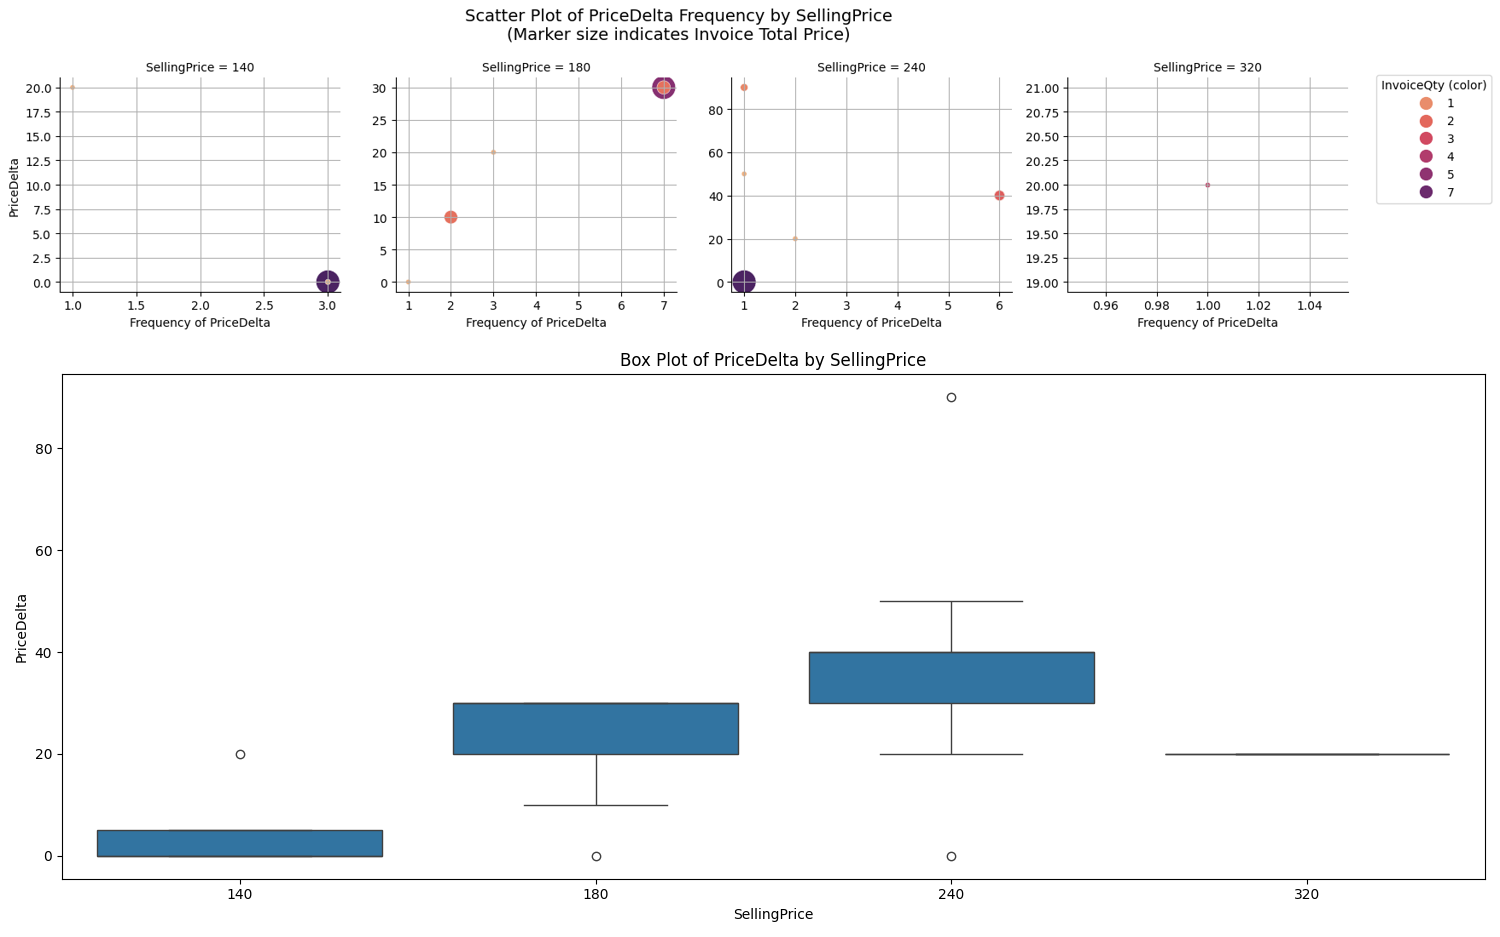 Scatter Plot of PriceDelta Frequency by SellingPrice
(Marker size indicates Invoice Total Price)
SellingPrice = 140
PriceDelta
20.0
17.5
15.0
12.5
10.0
7.5
5.0
2.5
0.0
1.0 1.5 2.0 2.5 3.0
Frequency of PriceDelta
SellingPrice = 180
30
25
20
15
10
5
0
1 2 3 4 5 6 7
Frequency of PriceDelta
SellingPrice = 240
80
60
40
20
0
1 2 3 4 5 6
Frequency of PriceDelta
SellingPrice = 320
21.00
20.75
20.50
20.25
20.00
19.75
19.50
19.25
19.00
0.96 0.98 1.00 1.02 1.04
Frequency of PriceDelta
InvoiceQty (color)
1
2
3
4
5
7
Box Plot of PriceDelta by SellingPrice
PriceDelta
80
60
40
20
0
140 180 240 320
SellingPrice